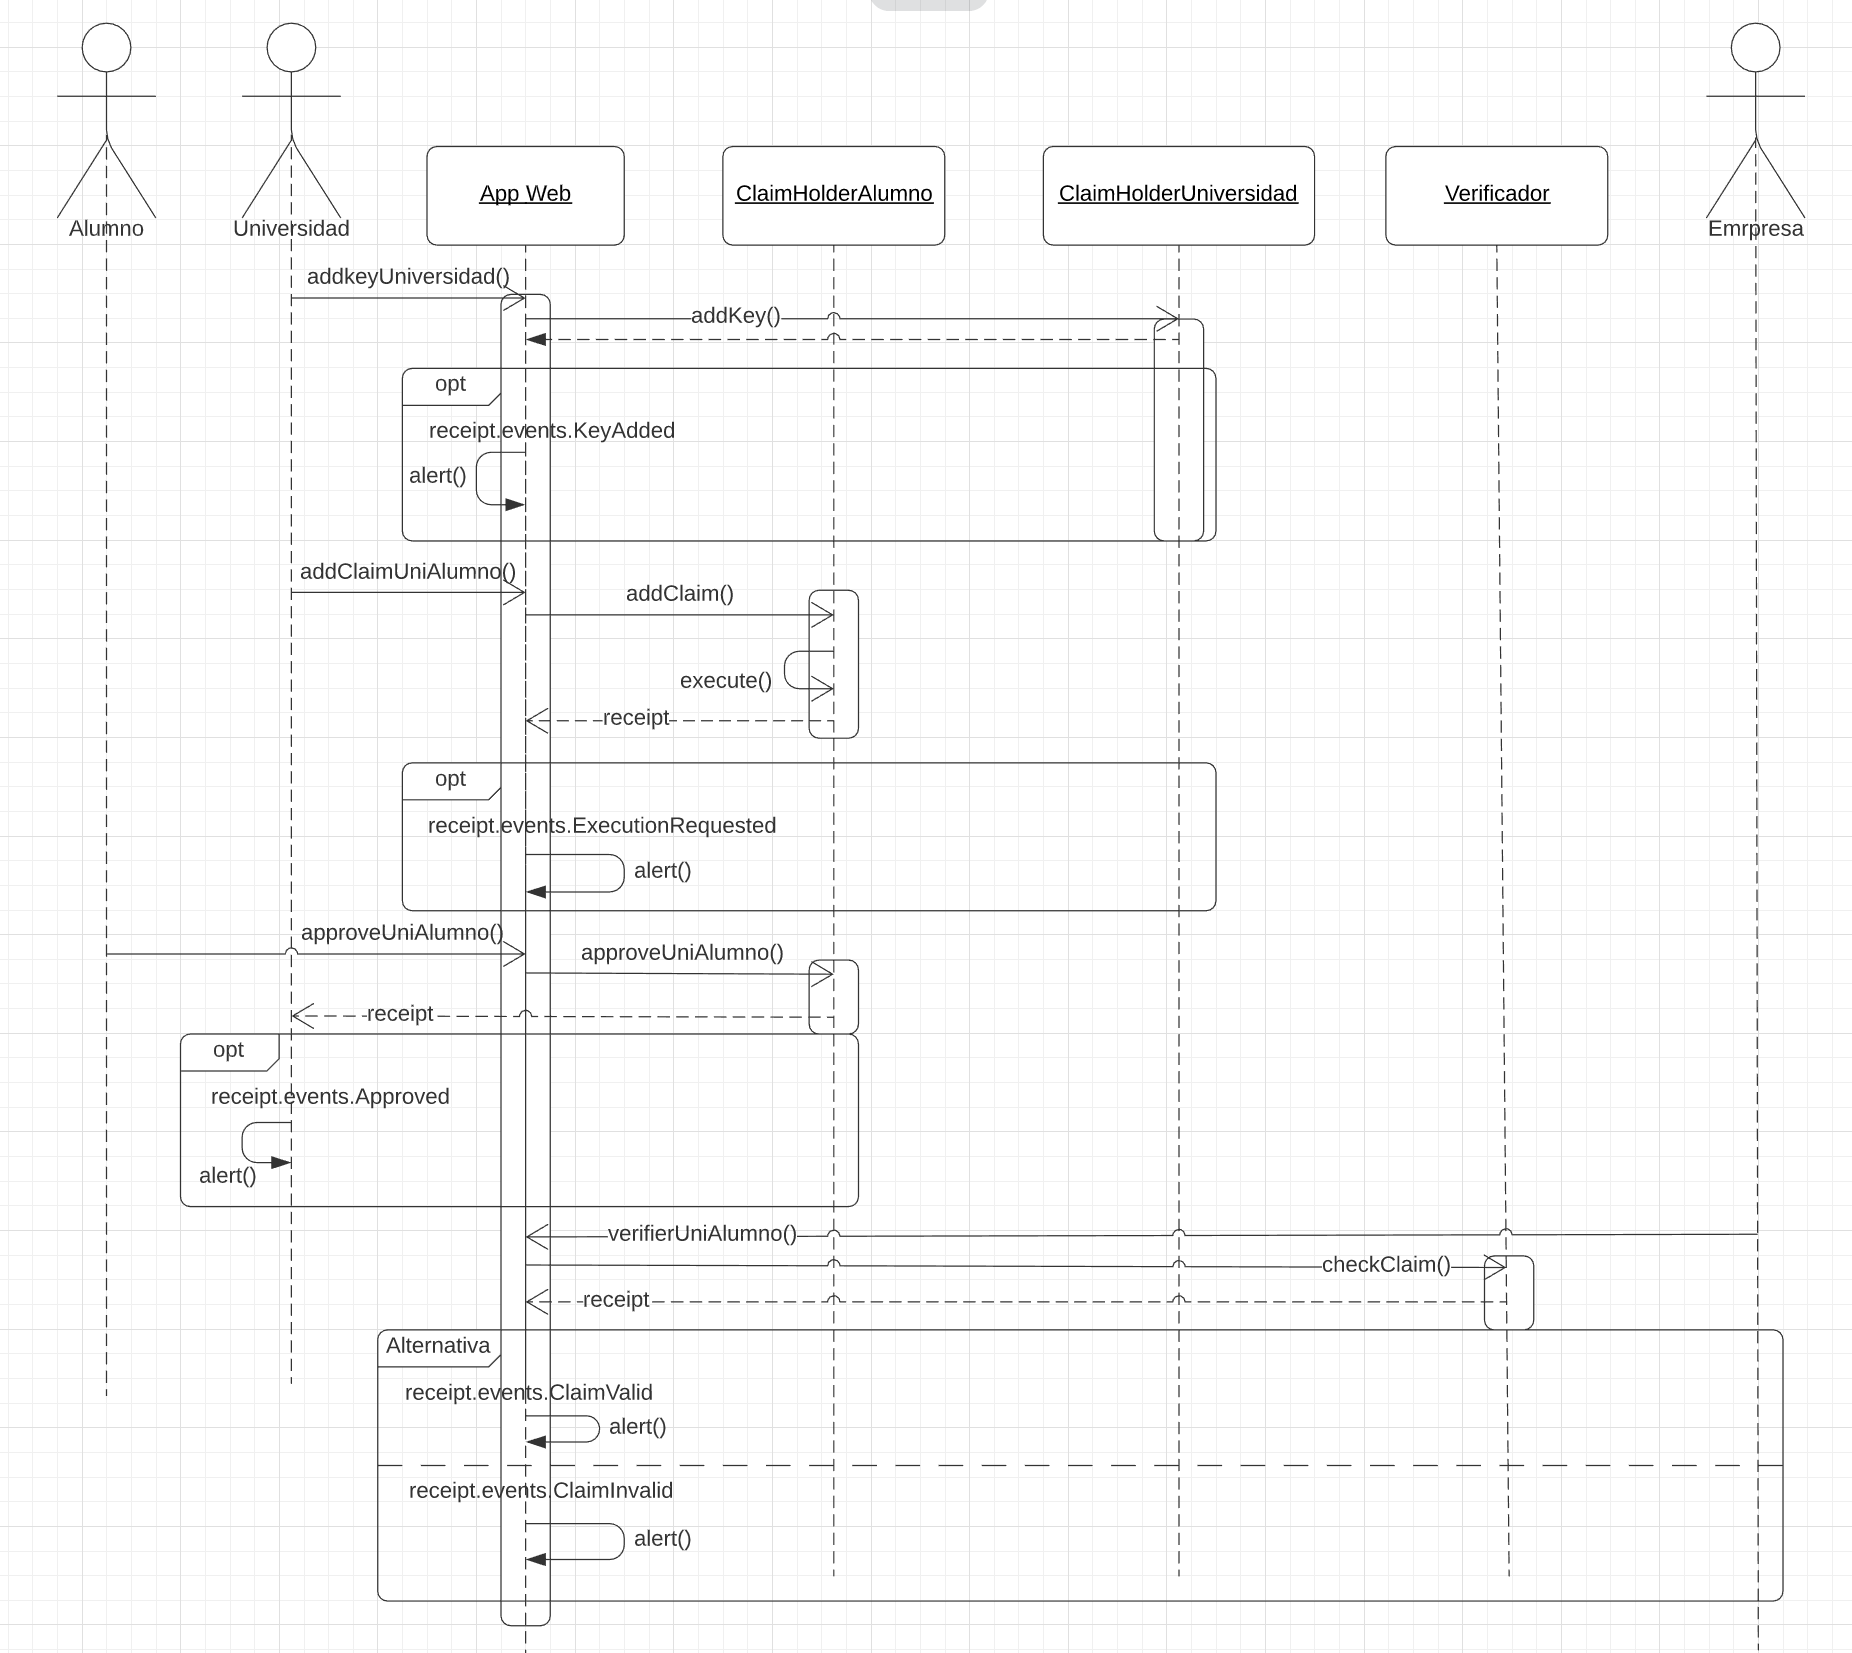 Alumno
Universidad
App Web
ClaimHolderAlumno
ClaimHolderUniversidad
Verificador
Emrpresa
addkeyUniversidad()
addKey()
opt
receipt.events.KeyAdded
alert()
addClaimUniAlumno()
addClaim()
execute()
receipt
opt
receipt.events.ExecutionRequested
alert()
approveUniAlumno()
approveUniAlumno()
receipt
opt
receipt.events.Approved
alert()
verifierUniAlumno()
checkClaim()
receipt
Alternativa
receipt.events.ClaimValid
alert()
receipt.events.ClaimInvalid
alert()